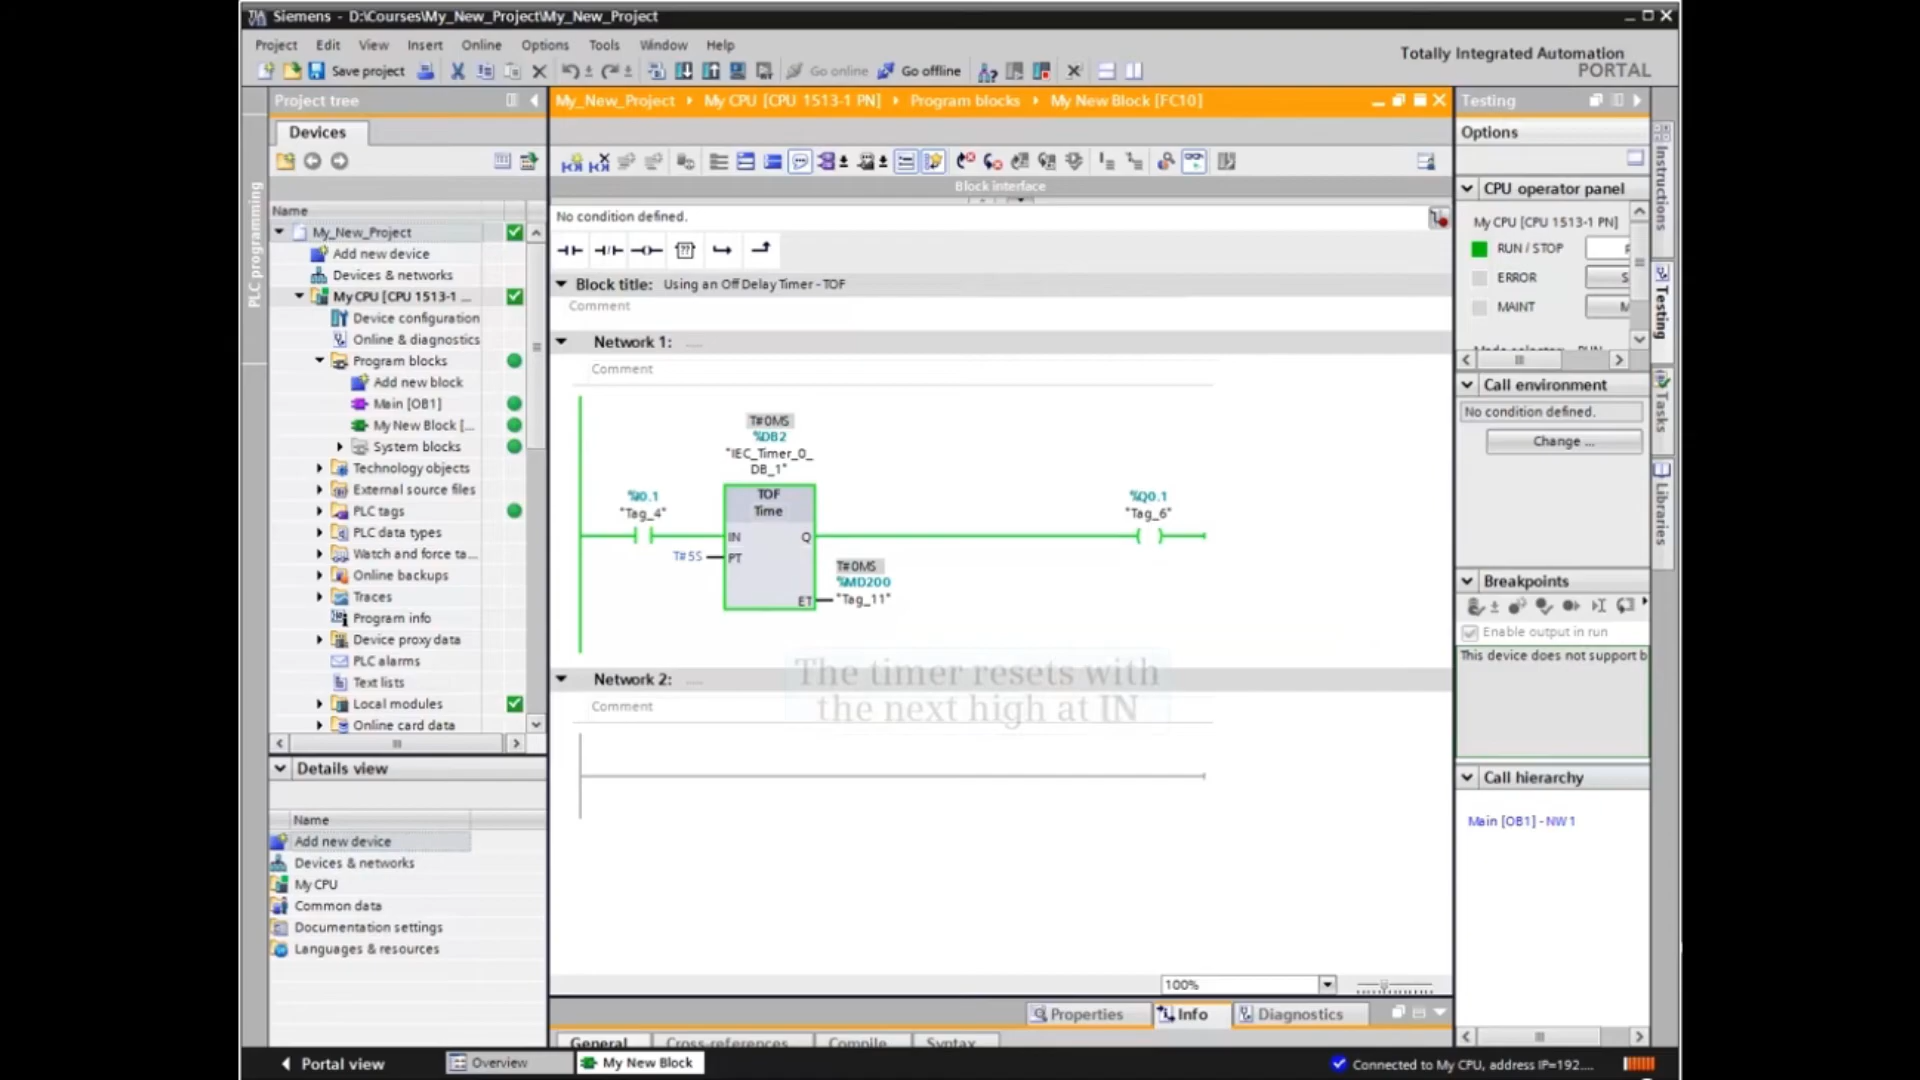 Siemens - D:\Courses\My_New_Project\My_New_Project
Project Edit View Insert Online Options Tools Window Help
Totally Integrated Automation
PORTAL
Save project Go online Go offline
Project tree
My_New_Project My CPU [CPU 1513-1 PN] Program blocks My New Block [FC10]
Testing
Devices
Options
PLC programming
Block interface
CPU operator panel
Name
No condition defined.
My CPU [CPU 1513-1 PN]
My_New_Project
Add new device
RUN / STOP
Devices & networks
ERROR
My CPU [CPU 1513-1 ...
MAINT
Block title: Using an Off Delay Timer - TOF
Comment
Device configuration
Online & diagnostics
Network 1: .....
Program blocks
Comment
Add new block
Call environment
Main [OB1]
No condition defined.
My New Block [...
Change ...
System blocks
T#0MS
%DB2
"IEC_Timer_0_
DB_1"
Technology objects
External source files
%I0.1
"Tag_4"
TOF
Time
%Q0.1
"Tag_6"
PLC tags
IN Q
PLC data types
T#5S PT
Watch and force ta...
T#0MS
%MD200
ET "Tag_11"
Online backups
Breakpoints
Traces
Program info
Enable output in run
Device proxy data
This device does not support b
PLC alarms
Text lists
The timer resets with
the next high at IN
Network 2: .....
Comment
Local modules
Online card data
Details view
Call hierarchy
Name
Main [OB1] - NW1
Add new device
Devices & networks
My CPU
Common data
Documentation settings
Languages & resources
100%
Properties Info Diagnostics
General Cross-references Compile Syntax
Portal view Overview My New Block
Connected to My CPU, address IP=192....
Instructions
Testing
Tasks
Libraries